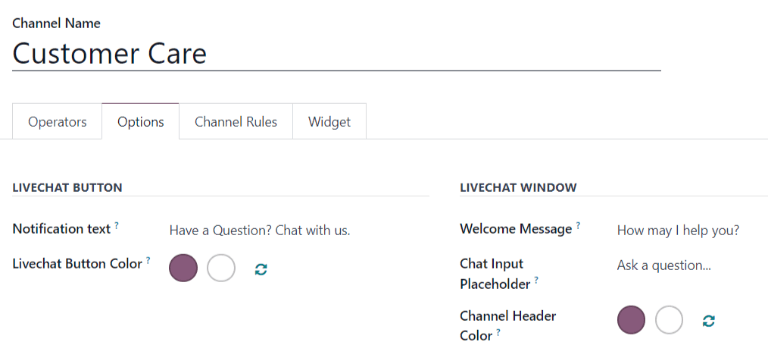 Channel Name
Customer Care
Operators Options Channel Rules Widget
LIVECHAT BUTTON
Notification text ? Have a Question? Chat with us.
Livechat Button Color ?
LIVECHAT WINDOW
Welcome Message ? How may I help you?
Chat Input Ask a question...
Placeholder ?
Channel Header
Color ?